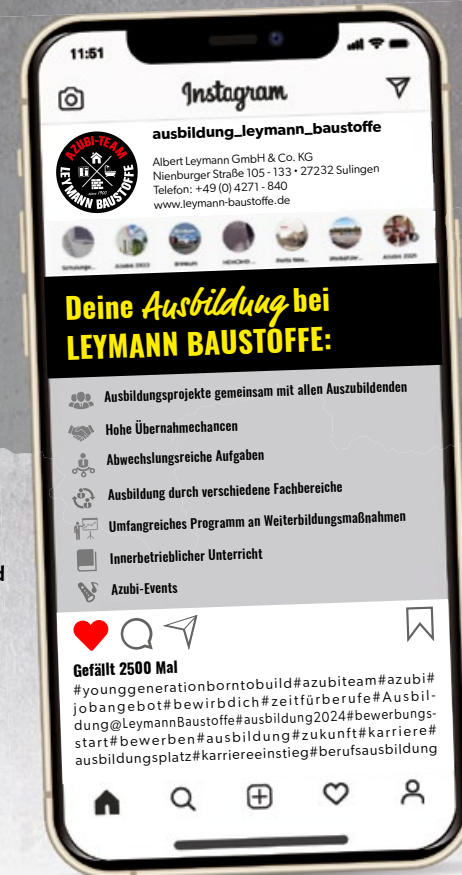 11:51
Instagram
ausbildung_leymann_baustoffe
AZUBI-TEAM
LEYMANN BAUSTOFFE
since 1900
Albert Leymann GmbH & Co. KG
Nienburger Straße 105 - 133 • 27232 Sulingen
Telefon: +49 (0) 4271 - 840
www.leymann-baustoffe.de
Deine Ausbildung bei
LEYMANN BAUSTOFFE:
Ausbildungsprojekte gemeinsam mit allen Auszubildenden
Hohe Übernahmechancen
Abwechslungsreiche Aufgaben
Ausbildung durch verschiedene Fachbereiche
Umfangreiches Programm an Weiterbildungsmaßnahmen
Innerbetrieblicher Unterricht
Azubi-Events
Gefällt 2500 Mal
#younggenerationborntobuild#azubiteam#azubi#
jobangebot#bewirbdich#zeitfürberufe#Ausbil-
dung@LeymannBaustoffe#ausbildung2024#bewerbungs-
start#bewerben#ausbildung#zukunft#karriere#
ausbildungsplatz#karriereeinstieg#berufsausbildung